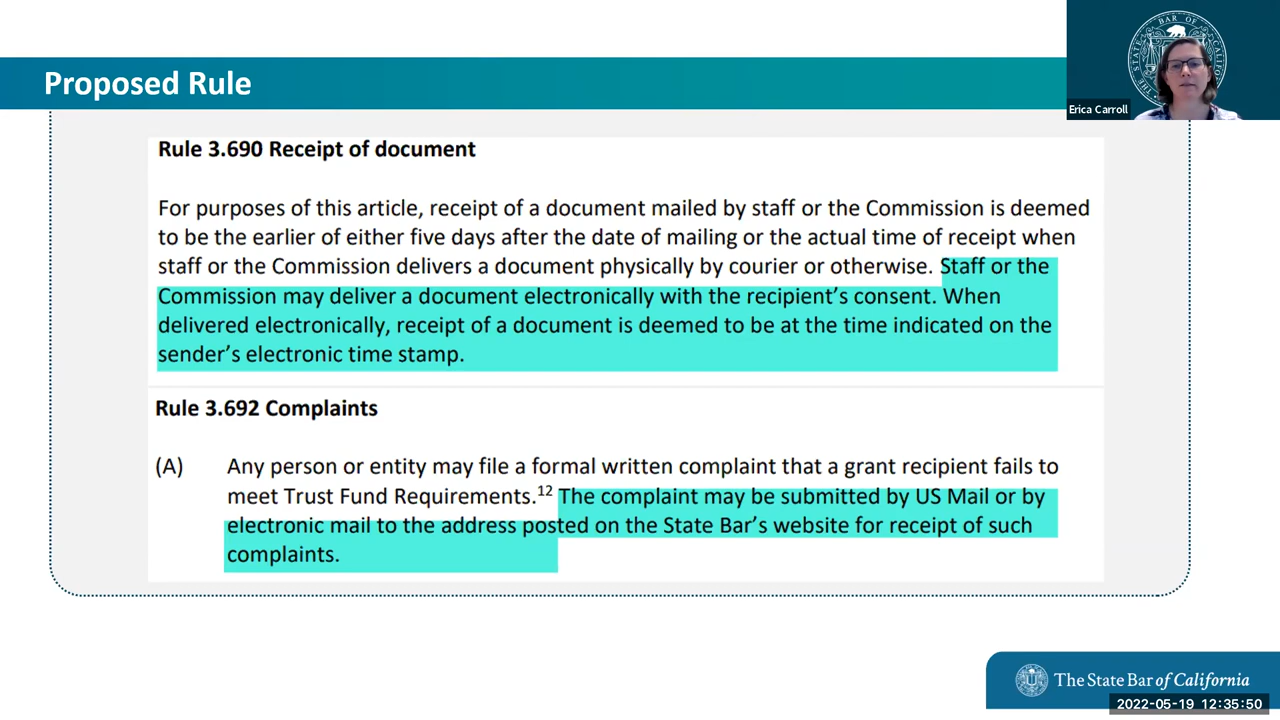 Proposed Rule
THE STATE BAR OF CALIFORNIA
Erica Carroll
Rule 3.690 Receipt of document
For purposes of this article, receipt of a document mailed by staff or the Commission is deemed
to be the earlier of either five days after the date of mailing or the actual time of receipt when
staff or the Commission delivers a document physically by courier or otherwise. Staff or the
Commission may deliver a document electronically with the recipient’s consent. When
delivered electronically, receipt of a document is deemed to be at the time indicated on the
sender’s electronic time stamp.
Rule 3.692 Complaints
(A) Any person or entity may file a formal written complaint that a grant recipient fails to
meet Trust Fund Requirements.12 The complaint may be submitted by US Mail or by
electronic mail to the address posted on the State Bar’s website for receipt of such
complaints.
The State Bar of California
2022-05-19 12:35:50